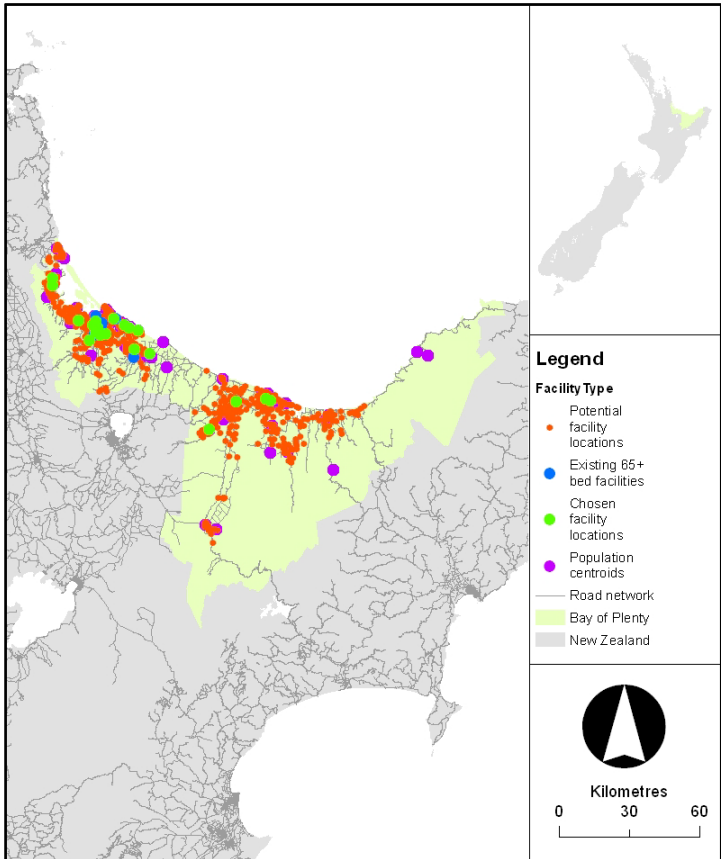 Legend
Facility Type
Potential
facility
locations
Existing 65+
bed facilities
Chosen
facility
locations
Population
centroids
Road network
Bay of Plenty
New Zealand
Kilometres
0 30 60